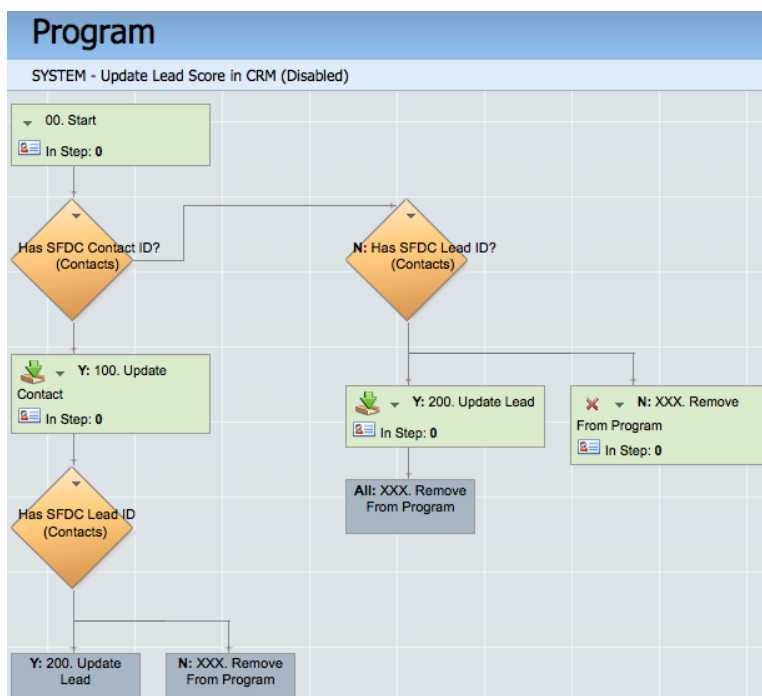 Program
SYSTEM - Update Lead Score in CRM (Disabled)
00. Start
In Step: 0
Has SFDC Contact ID?
(Contacts)
N: Has SFDC Lead ID?
(Contacts)
Y: 100. Update
Contact
In Step: 0
Y: 200. Update Lead
In Step: 0
N: XXX. Remove
From Program
In Step: 0
All: XXX. Remove
From Program
Has SFDC Lead ID
(Contacts)
Y: 200. Update
Lead
N: XXX. Remove
From Program